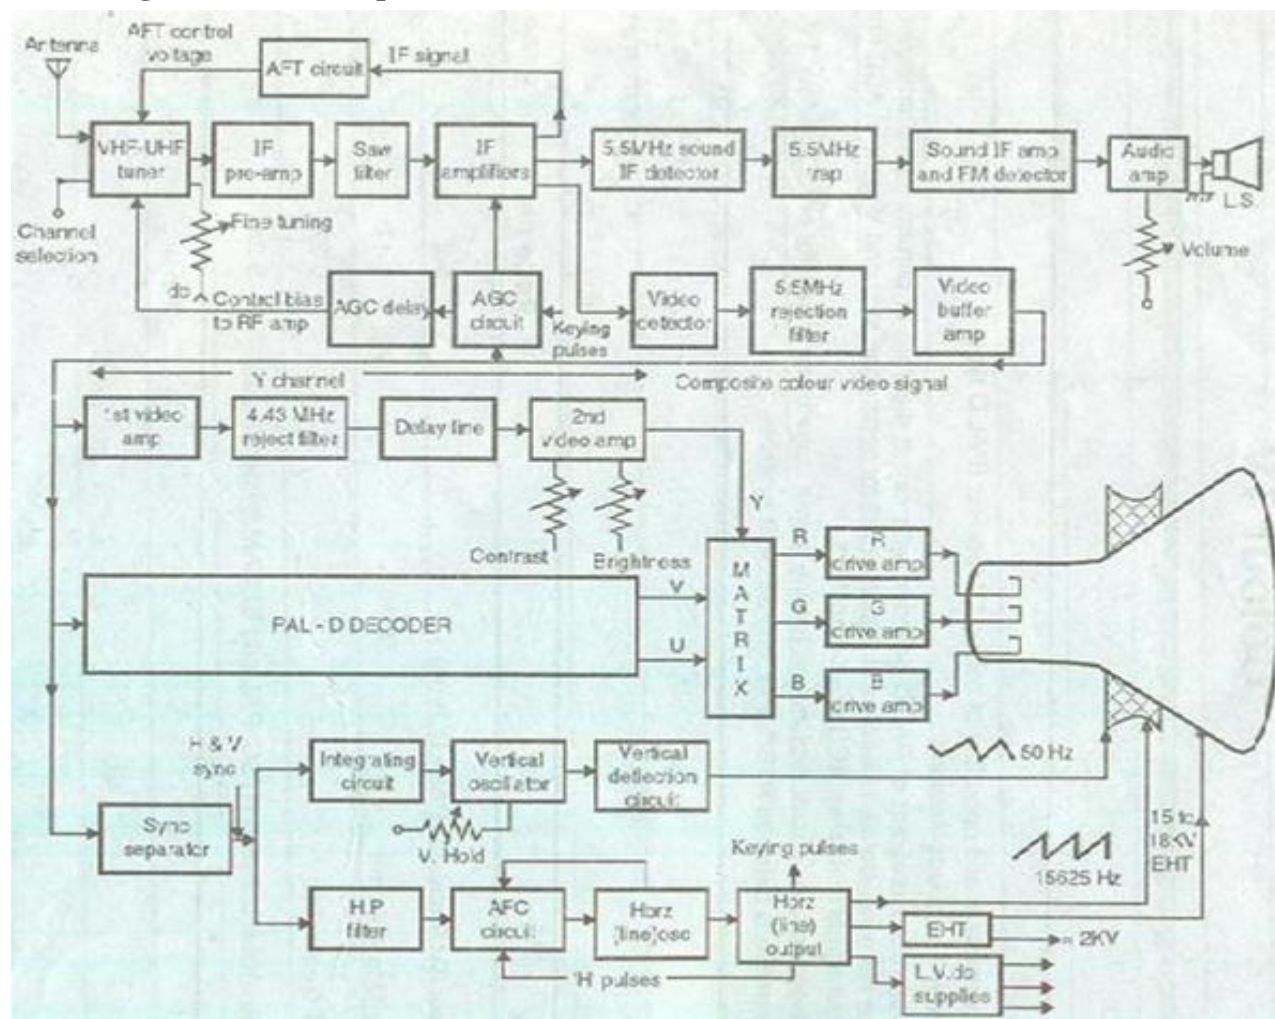 Antenna
AFT control
voltage
AFT circuit
IF signal
VHF-UHF
tuner
IF
pre-amp
Saw
filter
IF
amplifiers
5.5MHz sound
IF detector
5.5MHz
trap
Sound IF amp
and FM detector
Audio
amp
L.S.
Channel
selection
Fine tuning
Volume
dc
Control bias
to RF amp
AGC delay
AGC
circuit
Keying
pulses
Video
detector
5.5MHz
rejection
filter
Video
buffer
amp
Y channel
Composite colour video signal
1st video
amp
4.43 MHz
reject filter
Delay line
2nd
video amp
Contrast
Brightness
Y
PAL - D DECODER
V
U
MATRIX
R
G
B
R
drive amp
G
drive amp
B
drive amp
H & V
sync
Sync
separator
Integrating
circuit
Vertical
oscillator
Vertical
deflection
circuit
50 Hz
V. Hold
Keying pulses
15625 Hz
15 to
18KV
EHT
H.P
filter
AFC
circuit
Horz
(line)osc
Horz
(line)
output
EHT
≈ 2KV
'H pulses
L.V.dc
supplies